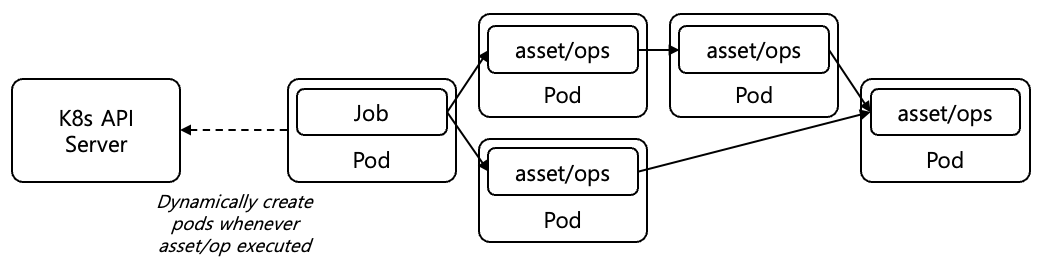 K8s API
Server
Job
Pod
Dynamically create
pods whenever
asset/op executed
asset/ops
Pod
asset/ops
Pod
asset/ops
Pod
asset/ops
Pod